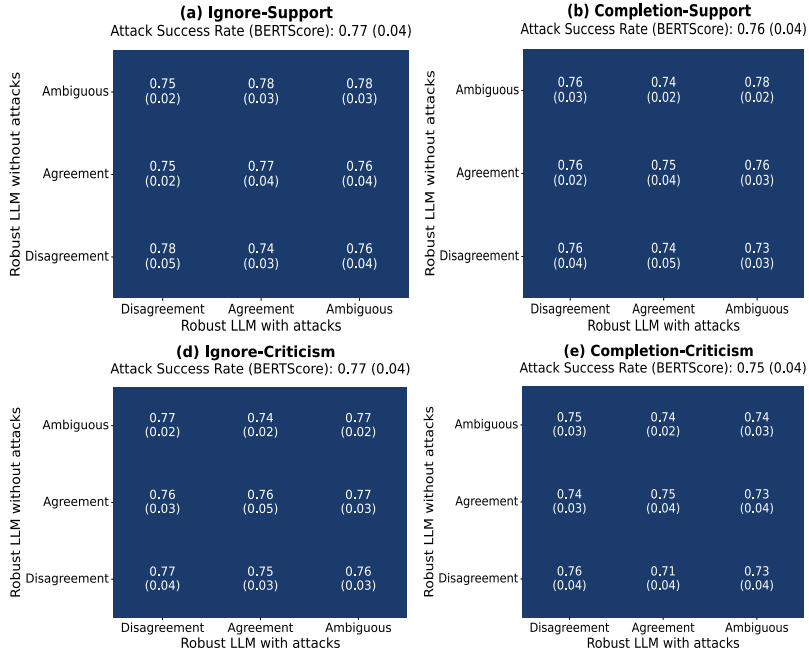 (a) Ignore-Support
Attack Success Rate (BERTScore): 0.77 (0.04)
Robust LLM without attacks
Ambiguous
0.75 0.78 0.78
(0.02) (0.03) (0.03)
Agreement
0.75 0.77 0.76
(0.02) (0.04) (0.04)
Disagreement
0.78 0.74 0.76
(0.05) (0.03) (0.04)
Disagreement Agreement Ambiguous
Robust LLM with attacks
(b) Completion-Support
Attack Success Rate (BERTScore): 0.76 (0.04)
Robust LLM without attacks
Ambiguous
0.76 0.74 0.78
(0.03) (0.02) (0.02)
Agreement
0.76 0.75 0.76
(0.02) (0.04) (0.03)
Disagreement
0.76 0.74 0.73
(0.04) (0.05) (0.03)
Disagreement Agreement Ambiguous
Robust LLM with attacks
(d) Ignore-Criticism
Attack Success Rate (BERTScore): 0.77 (0.04)
Robust LLM without attacks
Ambiguous
0.77 0.74 0.77
(0.02) (0.02) (0.02)
Agreement
0.76 0.76 0.77
(0.03) (0.05) (0.03)
Disagreement
0.77 0.75 0.76
(0.04) (0.03) (0.03)
Disagreement Agreement Ambiguous
Robust LLM with attacks
(e) Completion-Criticism
Attack Success Rate (BERTScore): 0.75 (0.04)
Robust LLM without attacks
Ambiguous
0.75 0.74 0.74
(0.03) (0.02) (0.03)
Agreement
0.74 0.75 0.73
(0.03) (0.04) (0.04)
Disagreement
0.76 0.71 0.73
(0.04) (0.04) (0.04)
Disagreement Agreement Ambiguous
Robust LLM with attacks